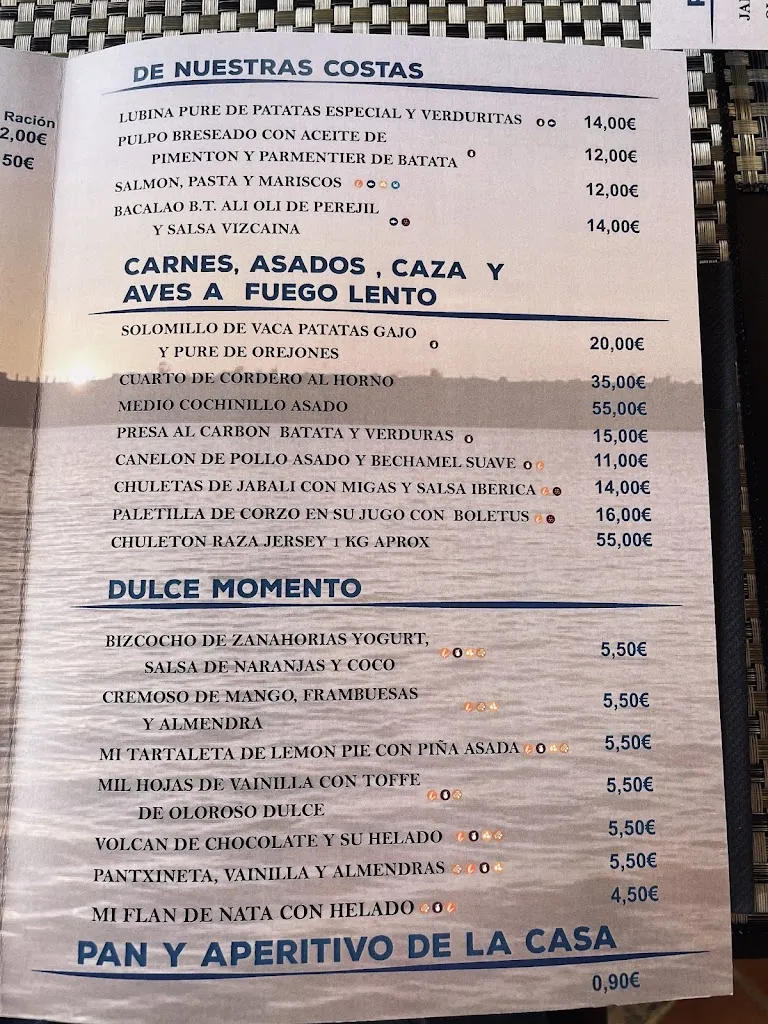 Ración
2,00€
50€
DE NUESTRAS COSTAS
LUBINA PURE DE PATATAS ESPECIAL Y VERDURITAS 14,00€
PULPO BRESEADO CON ACEITE DE
PIMENTON Y PARMENTIER DE BATATA 12,00€
SALMON, PASTA Y MARISCOS 12,00€
BACALAO B.T. ALI OLI DE PEREJIL
Y SALSA VIZCAINA 14,00€
CARNES, ASADOS , CAZA Y
AVES A FUEGO LENTO
SOLOMILLO DE VACA PATATAS GAJO
Y PURE DE OREJONES 20,00€
CUARTO DE CORDERO AL HORNO 35,00€
MEDIO COCHINILLO ASADO 55,00€
PRESA AL CARBON BATATA Y VERDURAS 15,00€
CANELON DE POLLO ASADO Y BECHAMEL SUAVE 11,00€
CHULETAS DE JABALI CON MIGAS Y SALSA IBERICA 14,00€
PALETILLA DE CORZO EN SU JUGO CON BOLETUS 16,00€
CHULETON RAZA JERSEY 1 KG APROX 55,00€
DULCE MOMENTO
BIZCOCHO DE ZANAHORIAS YOGURT,
SALSA DE NARANJAS Y COCO 5,50€
CREMOSO DE MANGO, FRAMBUESAS
Y ALMENDRA 5,50€
MI TARTALETA DE LEMON PIE CON PIÑA ASADA 5,50€
MIL HOJAS DE VAINILLA CON TOFFE
DE OLOROSO DULCE 5,50€
VOLCAN DE CHOCOLATE Y SU HELADO 5,50€
PANTXINETA, VAINILLA Y ALMENDRAS 5,50€
MI FLAN DE NATA CON HELADO 4,50€
PAN Y APERITIVO DE LA CASA
0,90€